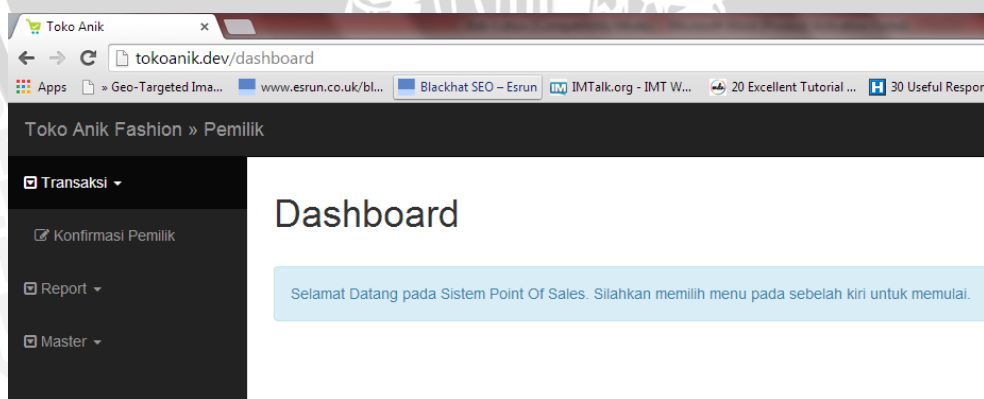 Toko Anik
tokoanik.dev/dashboard
Apps » Geo-Targeted Ima... www.esrun.co.uk/bl... Blackhat SEO – Esrun IMTalk.org - IMT W... 20 Excellent Tutorial ... 30 Useful Respon
Toko Anik Fashion » Pemilik
Transaksi
Konfirmasi Pemilik
Report
Master
Dashboard
Selamat Datang pada Sistem Point Of Sales. Silahkan memilih menu pada sebelah kiri untuk memulai.